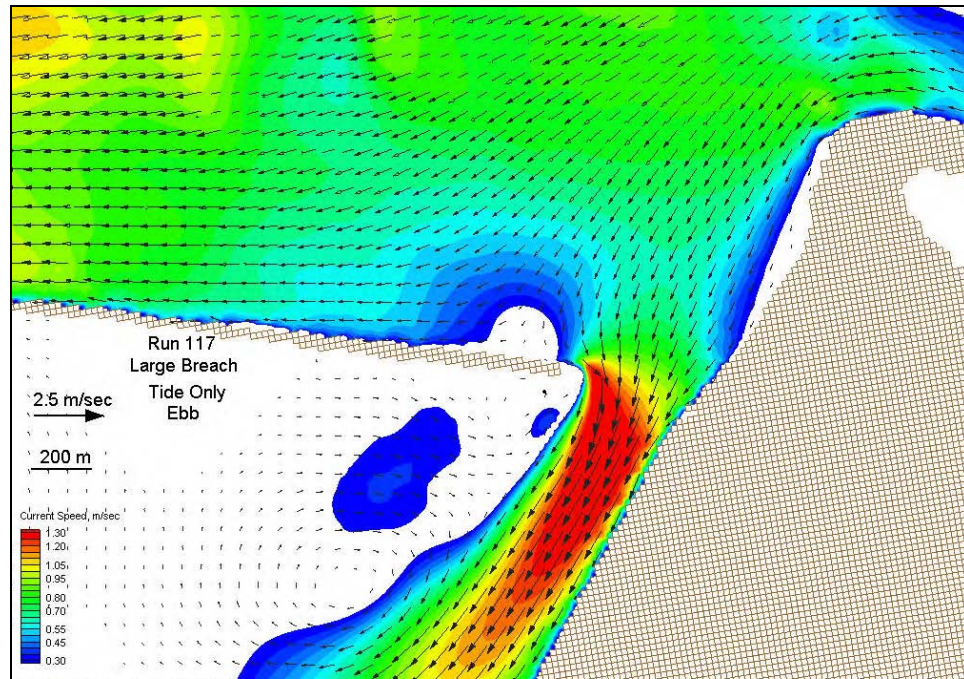 Run 117
Large Breach
Tide Only
Ebb
2.5 m/sec
200 m
Current Speed, m/sec
1.30
1.20
1.05
0.95
0.80
0.70
0.55
0.45
0.30